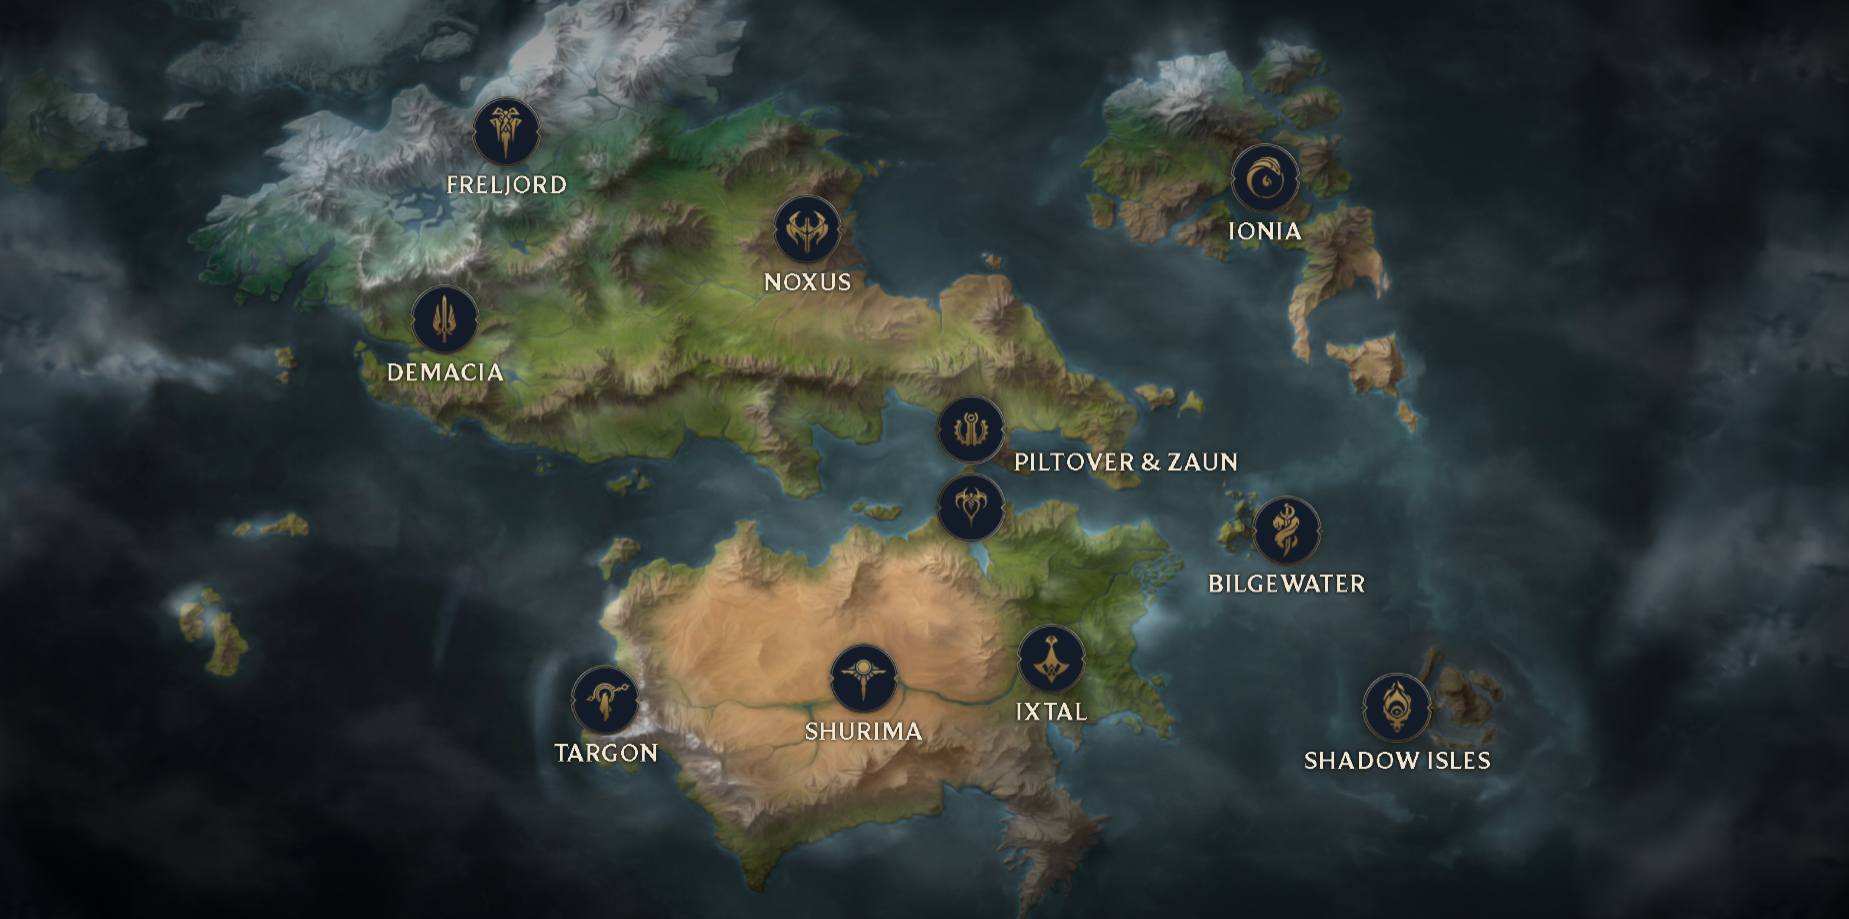 FRELJORD
IONIA
NOXUS
DEMACIA
PILTOVER & ZAUN
BILGEWATER
IXTAL
SHURIMA
TARGON
SHADOW ISLES